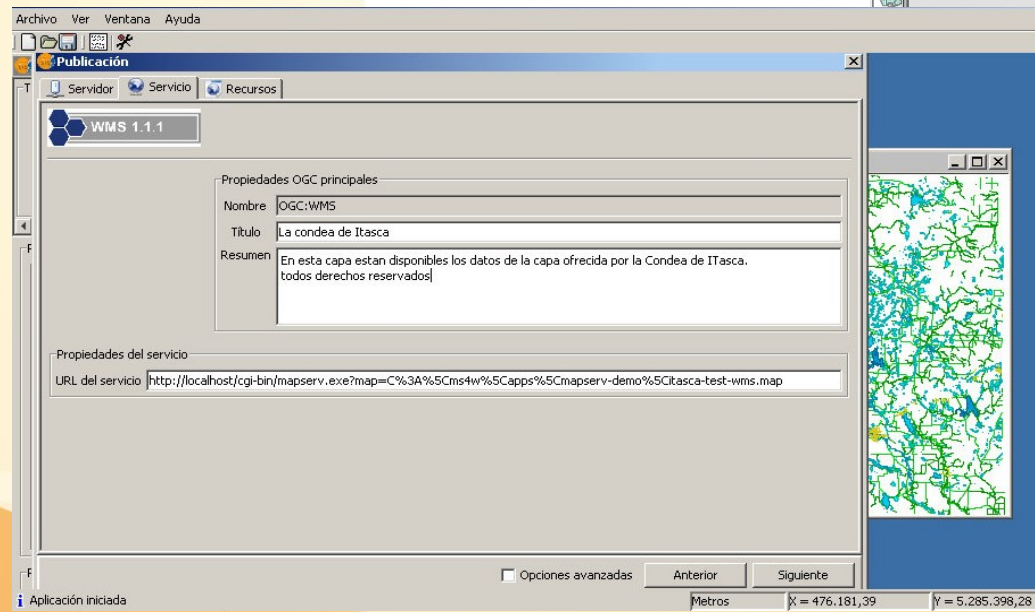 Archivo Ver Ventana Ayuda
Publicación
Servidor Servicio Recursos
WMS 1.1.1
Propiedades OGC principales
Nombre OGC:WMS
Título La condea de Itasca
Resumen En esta capa estan disponibles los datos de la capa ofrecida por la Condea de ITasca.
todos derechos reservados
Propiedades del servicio
URL del servicio http://localhost/cgi-bin/mapserv.exe?map=C%3A%5Cms4w%5Capps%5Cmapserv-demo%5Citasca-test-wms.map
Opciones avanzadas Anterior Siguiente
Aplicación iniciada Metros X = 476.181,39 Y = 5.285.398,28